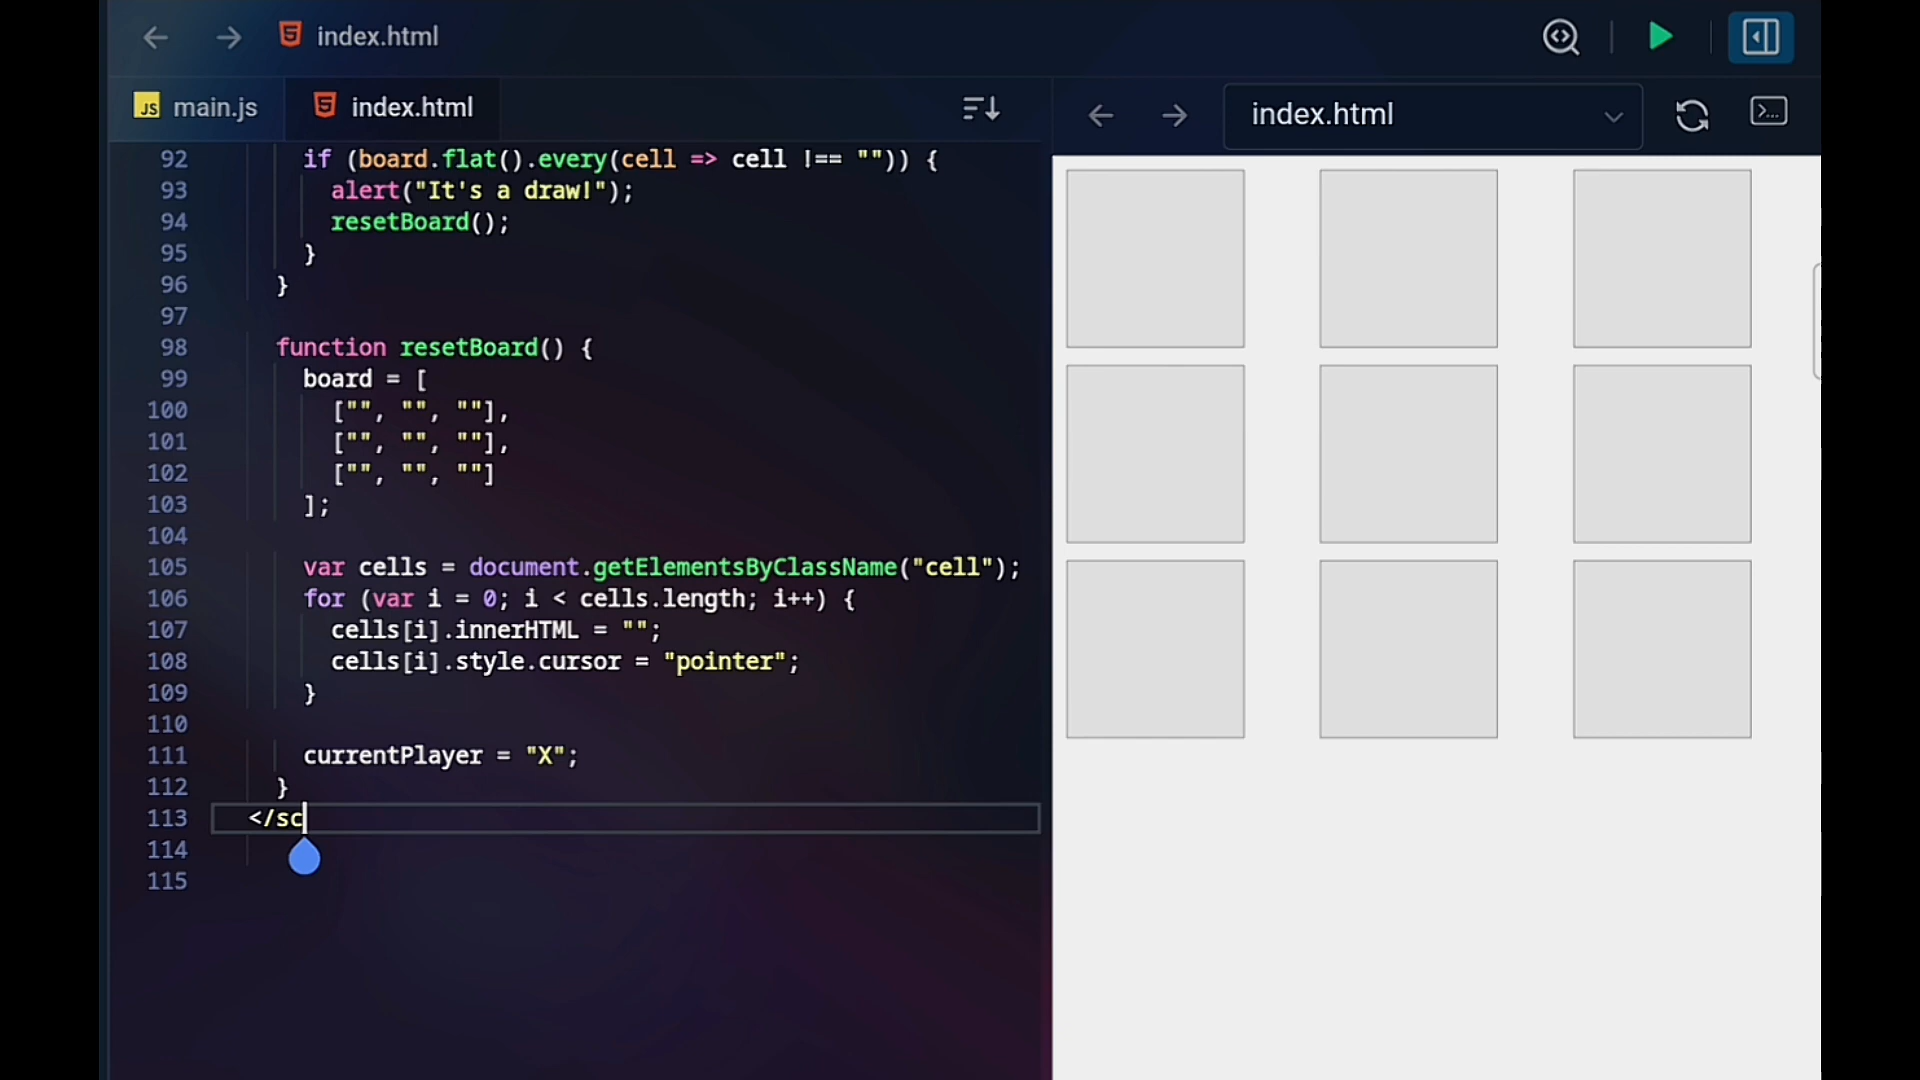 index.html
JS main.js
index.html
index.html
92 if (board.flat().every(cell => cell !== "")) {
93 alert("It's a draw!");
94 resetBoard();
95 }
96 }
97
98 function resetBoard() {
99 board = [
100 ["", "", ""],
101 ["", "", ""],
102 ["", "", ""]
103 ];
104
105 var cells = document.getElementsByClassName("cell");
106 for (var i = 0; i < cells.length; i++) {
107 cells[i].innerHTML = "";
108 cells[i].style.cursor = "pointer";
109 }
110
111 currentPlayer = "X";
112 }
113 </sc
114
115